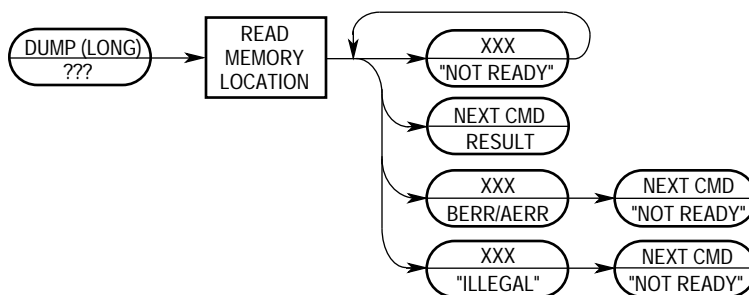 DUMP (LONG)
???
READ
MEMORY
LOCATION
XXX
"NOT READY"
NEXT CMD
RESULT
XXX
BERR/AERR
NEXT CMD
"NOT READY"
XXX
"ILLEGAL"
NEXT CMD
"NOT READY"